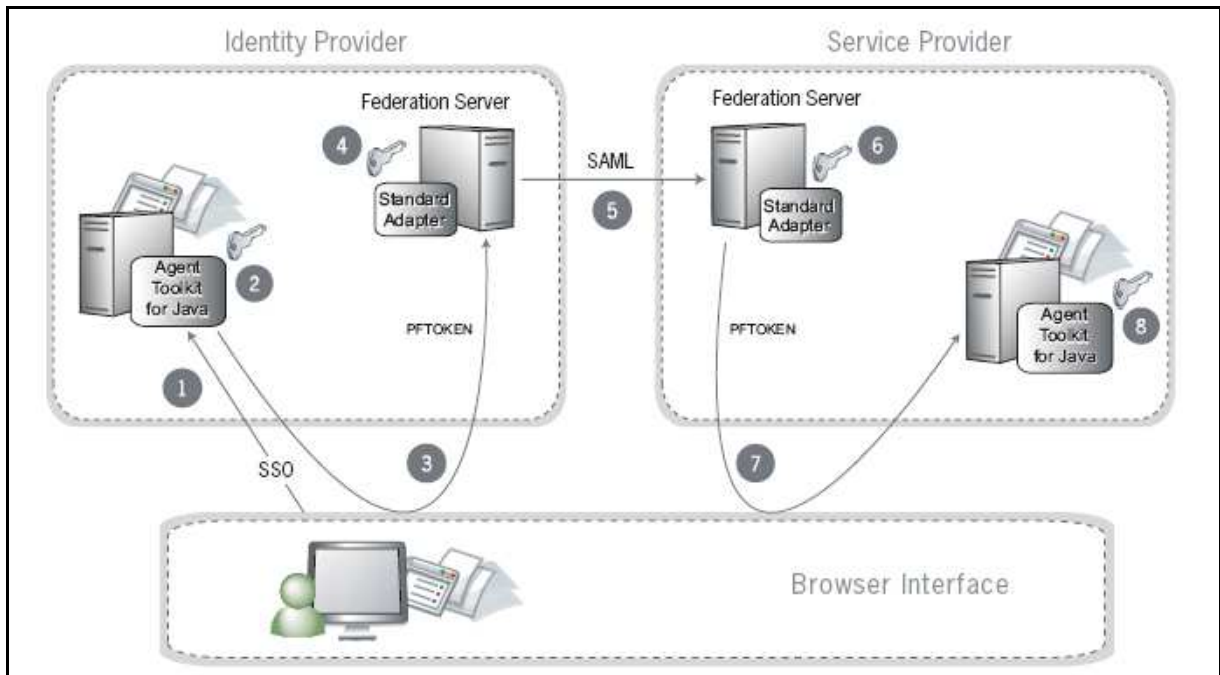 Identity Provider
Service Provider
Federation Server
Federation Server
4
6
SAML
5
Standard
Adapter
Standard
Adapter
2
Agent
Toolkit
for Java
8
Agent
Toolkit
for Java
PFTOKEN
PFTOKEN
1
3
7
SSO
Browser Interface